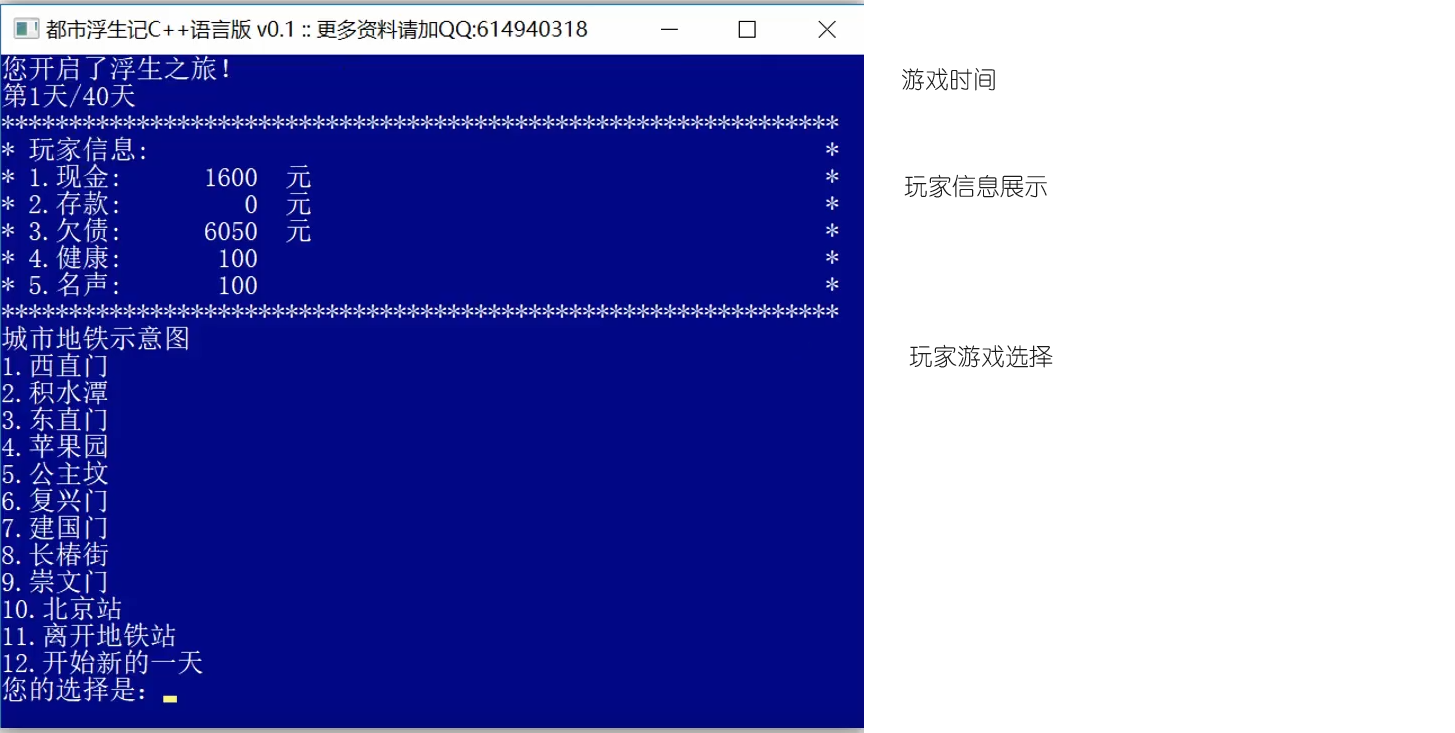 都市浮生记C++语言版 v0.1 :: 更多资料请加QQ:614940318
您开启了浮生之旅!
第1天/40天
游戏时间
**************************************************************
* 玩家信息: *
* 1.现金: 1600 元 *
* 2.存款: 0 元 *
* 3.欠债: 6050 元 *
* 4.健康: 100 *
* 5.名声: 100 *
**************************************************************
玩家信息展示
城市地铁示意图
1.西直门
2.积水潭
3.东直门
4.苹果园
5.公主坟
6.复兴门
7.建国门
8.长椿街
9.崇文门
10.北京站
11.离开地铁站
12.开始新的一天
您的选择是:
玩家游戏选择